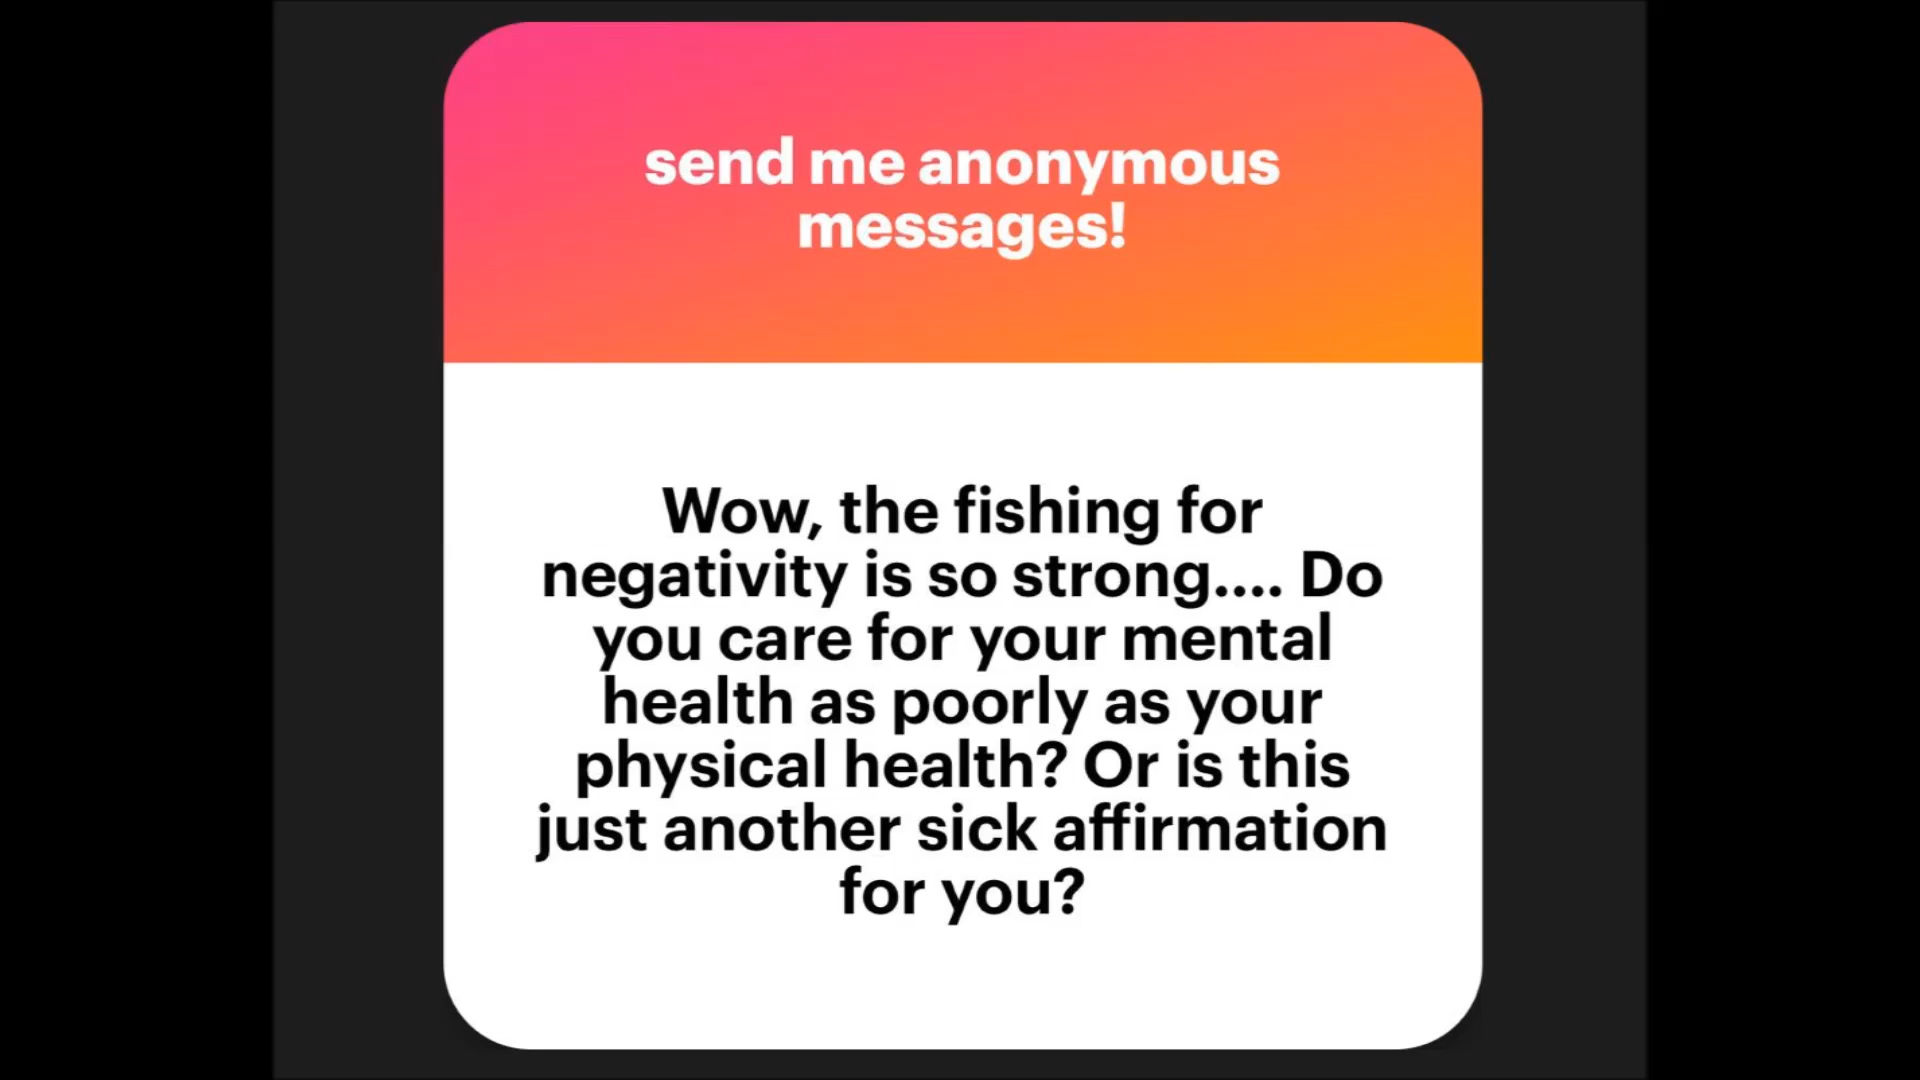 send me anonymous
messages!
Wow, the fishing for
negativity is so strong.... Do
you care for your mental
health as poorly as your
physical health? Or is this
just another sick affirmation
for you?